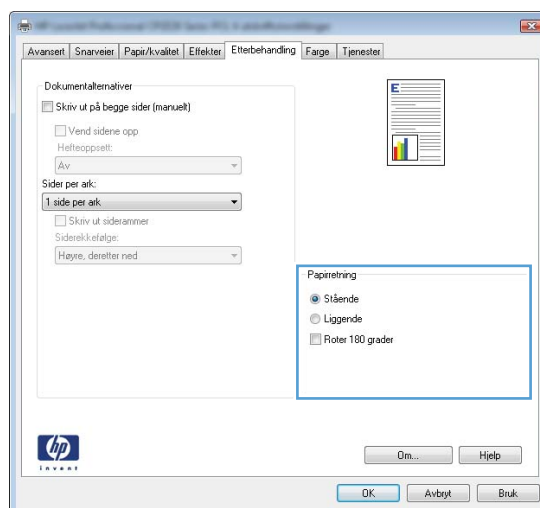 Avansert Snarveier Papir/kvalitet Effekter Etterbehandling Farge Tjenester
Dokumentalternativer
Skriv ut på begge sider (manuelt)
Vend sidene opp
Hefteoppsett:
Av
Sider per ark:
1 side per ark
Skriv ut siderammer
Siderekkefølge:
Høyre, deretter ned
E
Papirretning
Stående
Liggende
Roter 180 grader
hp
invent
Om... Hjelp
OK Avbryt Bruk